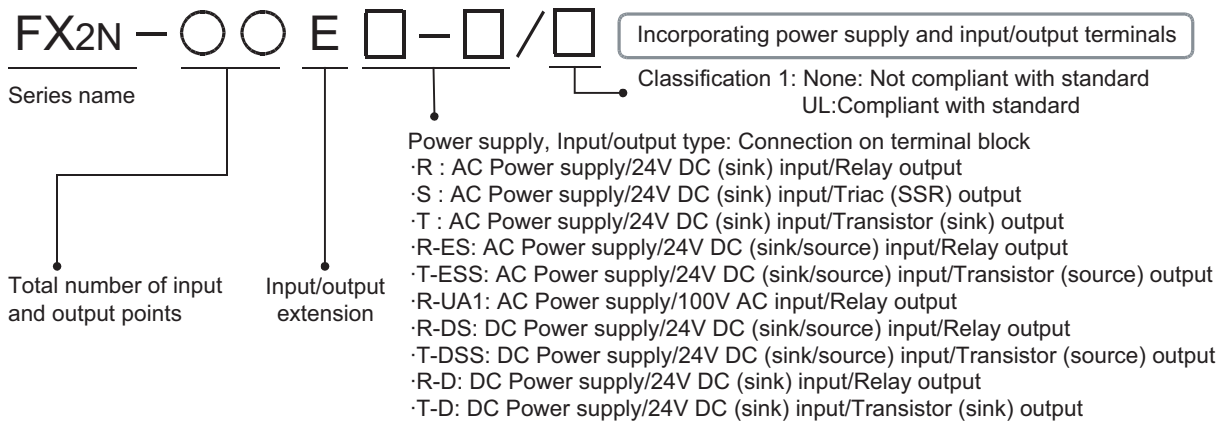 FX2N – ○○ E □ – □ / □
Incorporating power supply and input/output terminals
Series name
Classification 1: None: Not compliant with standard
UL:Compliant with standard
Power supply, Input/output type: Connection on terminal block
·R : AC Power supply/24V DC (sink) input/Relay output
·S : AC Power supply/24V DC (sink) input/Triac (SSR) output
·T : AC Power supply/24V DC (sink) input/Transistor (sink) output
·R-ES: AC Power supply/24V DC (sink/source) input/Relay output
·T-ESS: AC Power supply/24V DC (sink/source) input/Transistor (source) output
·R-UA1: AC Power supply/100V AC input/Relay output
·R-DS: DC Power supply/24V DC (sink/source) input/Relay output
·T-DSS: DC Power supply/24V DC (sink/source) input/Transistor (source) output
·R-D: DC Power supply/24V DC (sink) input/Relay output
·T-D: DC Power supply/24V DC (sink) input/Transistor (sink) output
Total number of input
and output points
Input/output
extension